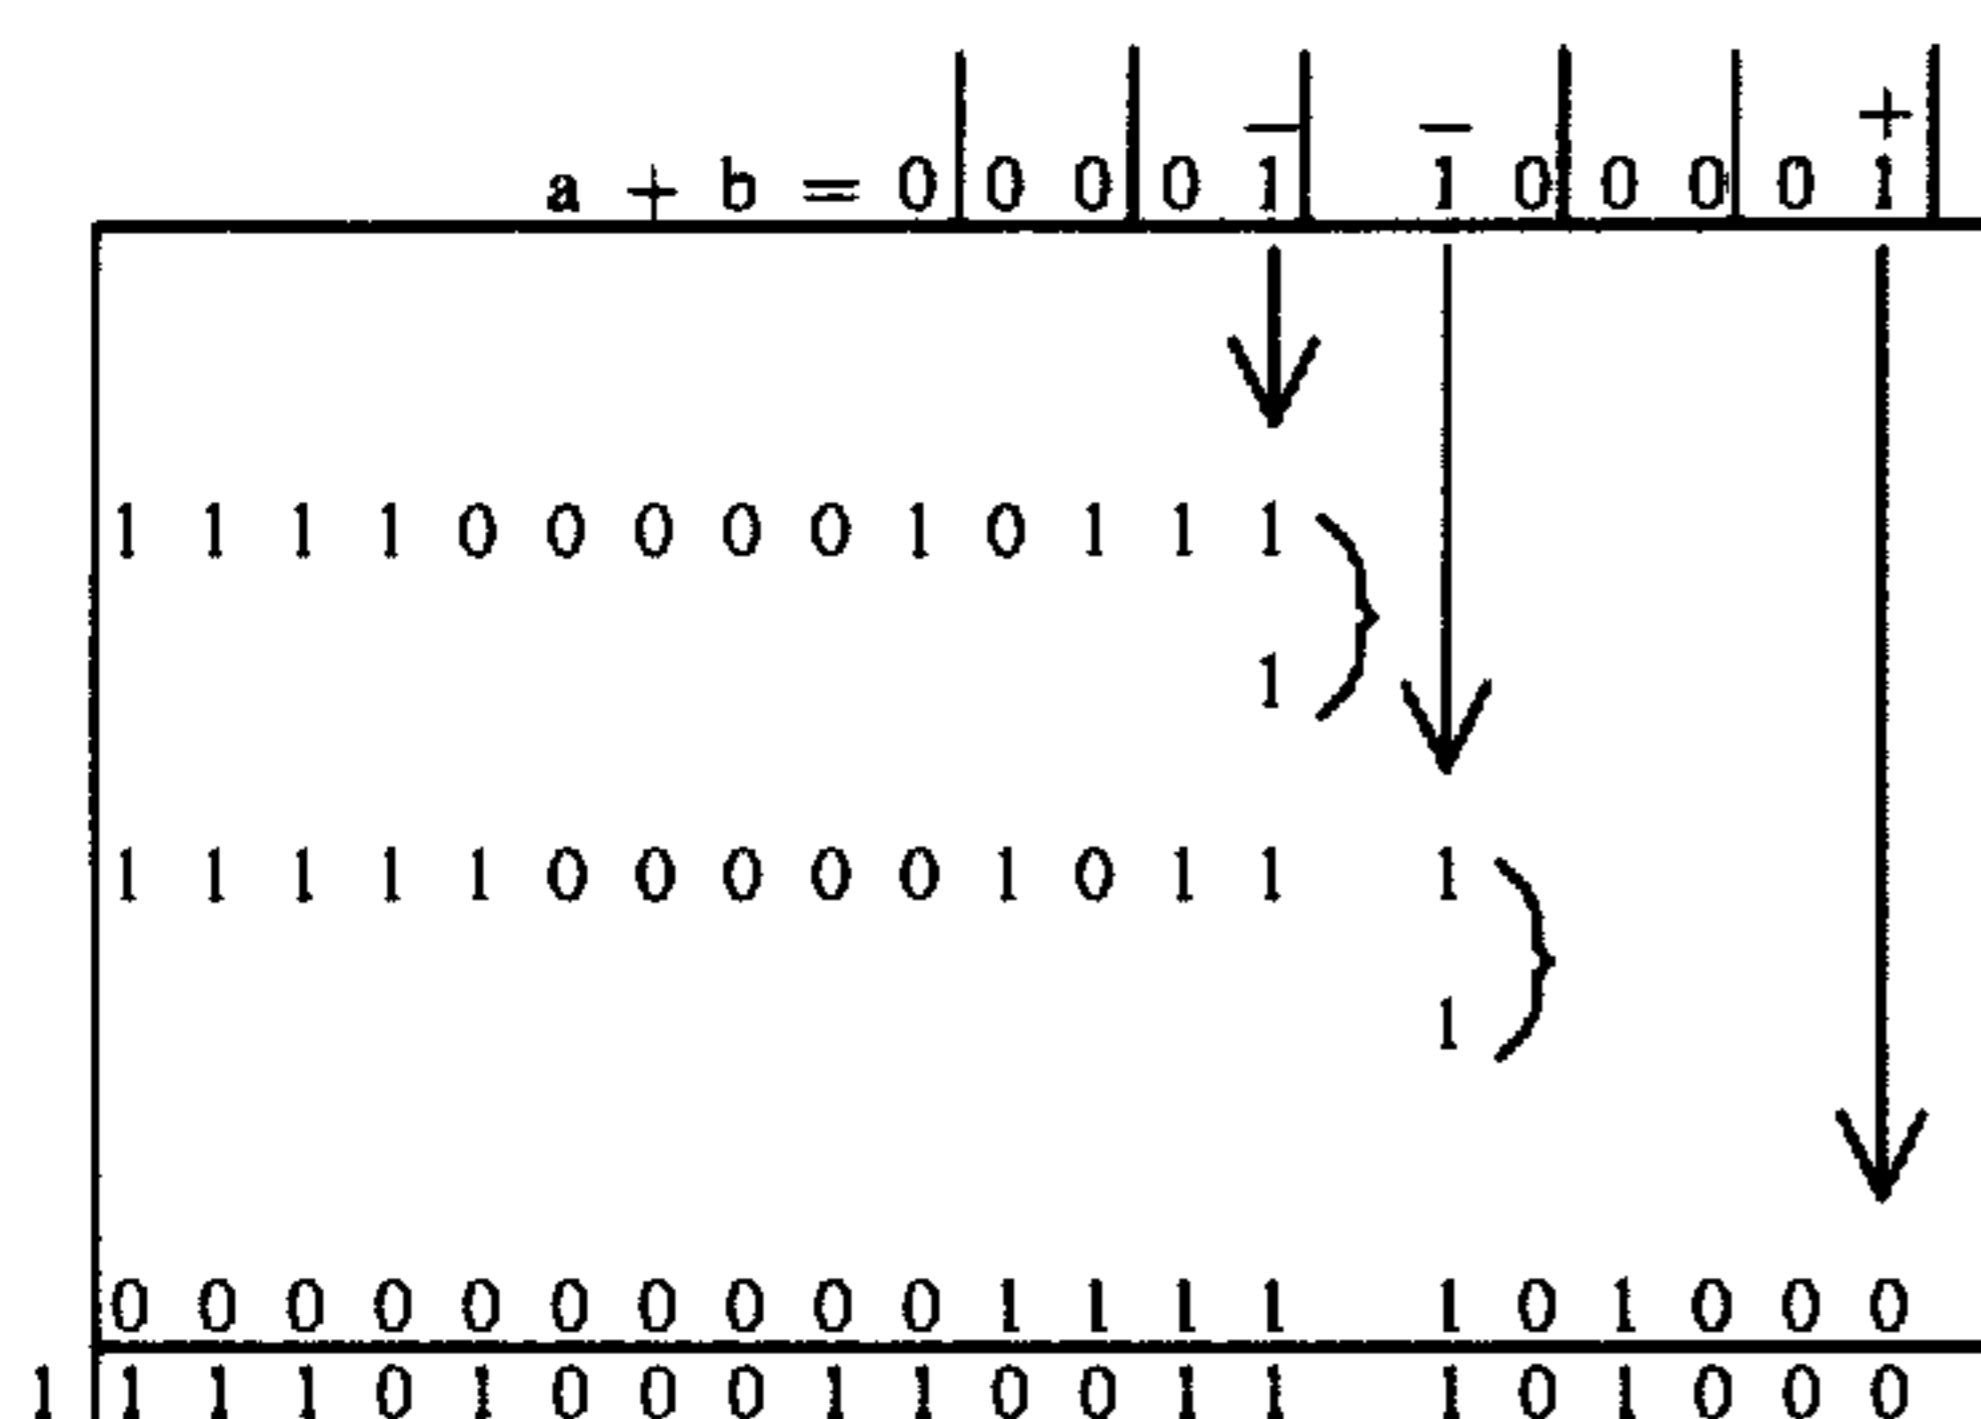 − − +
a + b = 0 0 0 0 1 1 0 0 0 0 1
1 1 1 1 0 0 0 0 0 1 0 1 1 1
1
1 1 1 1 1 0 0 0 0 0 1 0 1 1 1
1
0 0 0 0 0 0 0 0 0 0 1 1 1 1 1 0 1 0 0 0
1 1 1 1 0 1 0 0 0 1 1 0 0 1 1 1 0 1 0 0 0